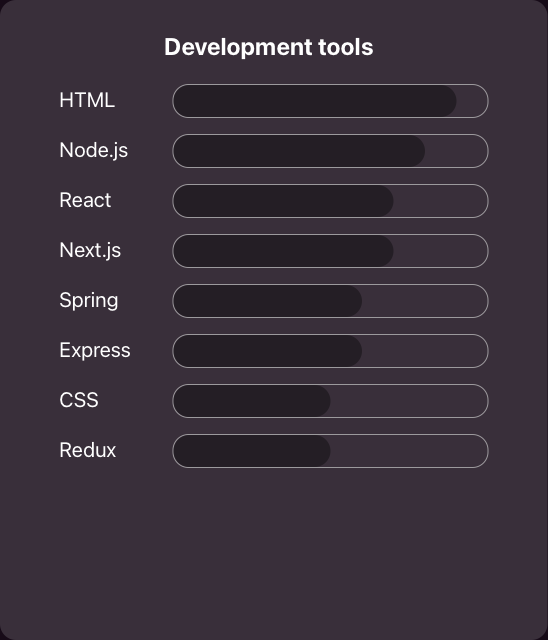 Development tools
HTML
Node.js
React
Next.js
Spring
Express
CSS
Redux